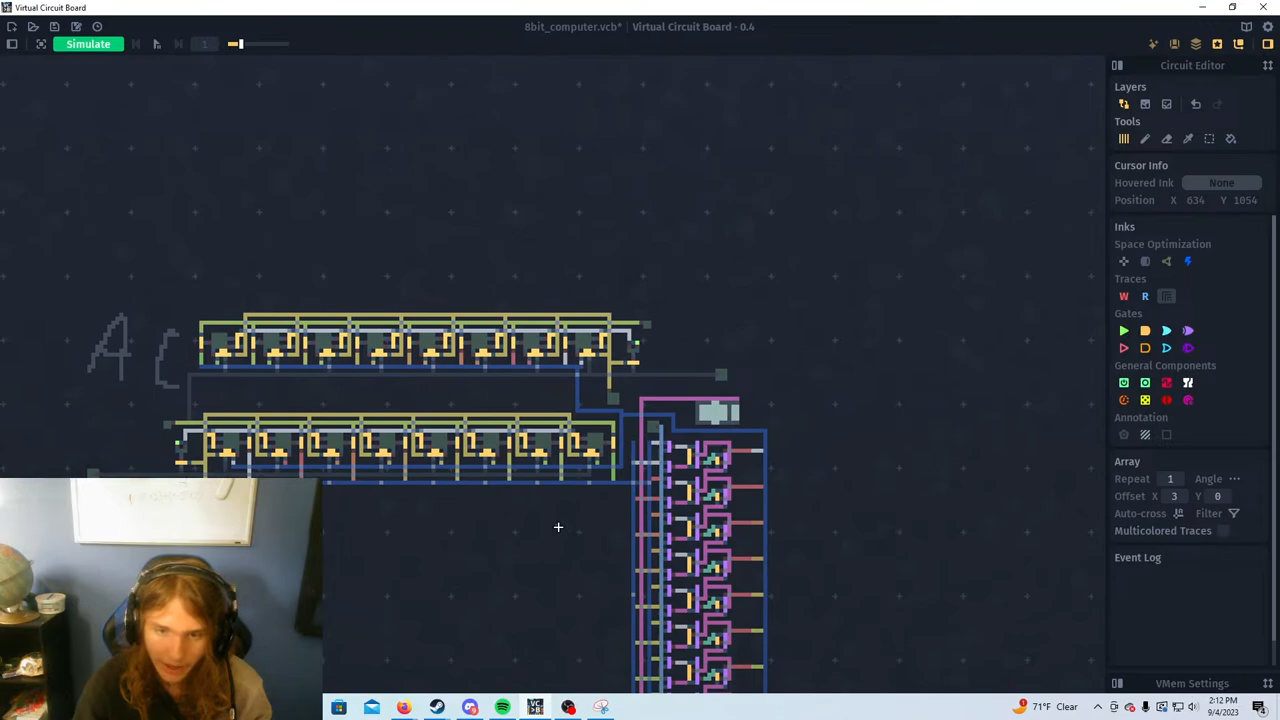 Virtual Circuit Board
8bit_computer.vcb* | Virtual Circuit Board - 0.4
Simulate
1
Circuit Editor
Layers
Tools
Cursor Info
Hovered Ink None
Position X 634 Y 1054
Inks
Space Optimization
Traces
W R
Gates
General Components
Annotation
Array
Repeat 1 Angle ...
Offset X 3 Y 0
Auto-cross Filter
Multicolored Traces
Event Log
AC
VMem Settings
71°F Clear
2:12 PM
9/4/2023